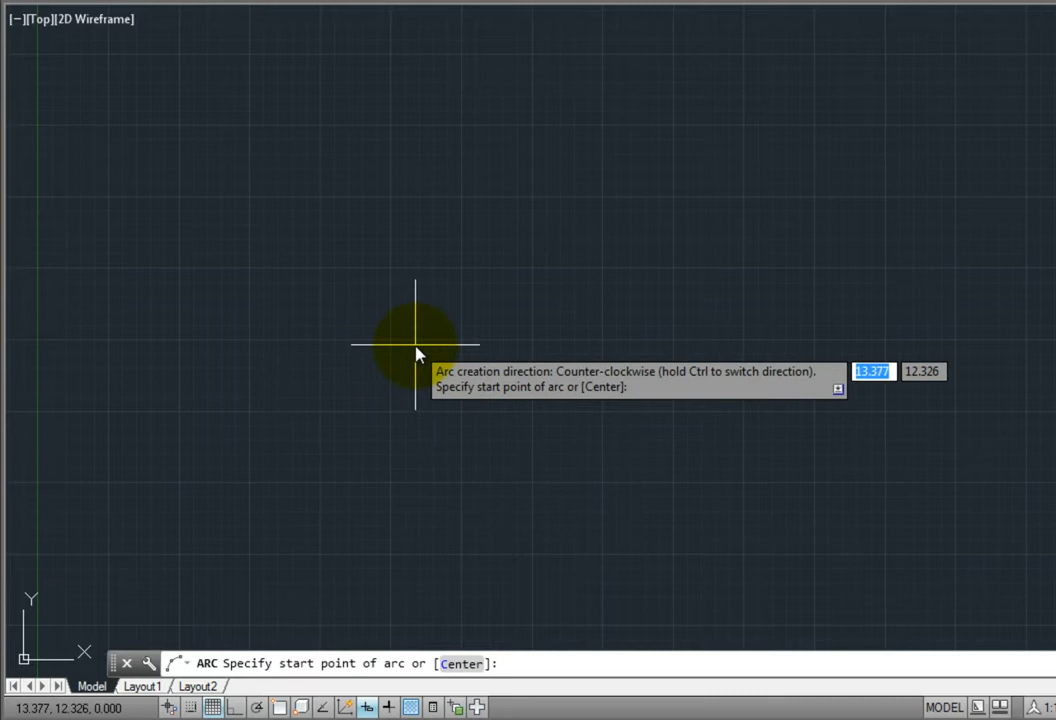 [−][Top][2D Wireframe]
Arc creation direction: Counter-clockwise (hold Ctrl to switch direction).
Specify start point of arc or [Center]:
13.377
12.326
Y
X
ARC Specify start point of arc or [Center]:
Model
Layout1
Layout2
13.377, 12.326, 0.000
MODEL
1: